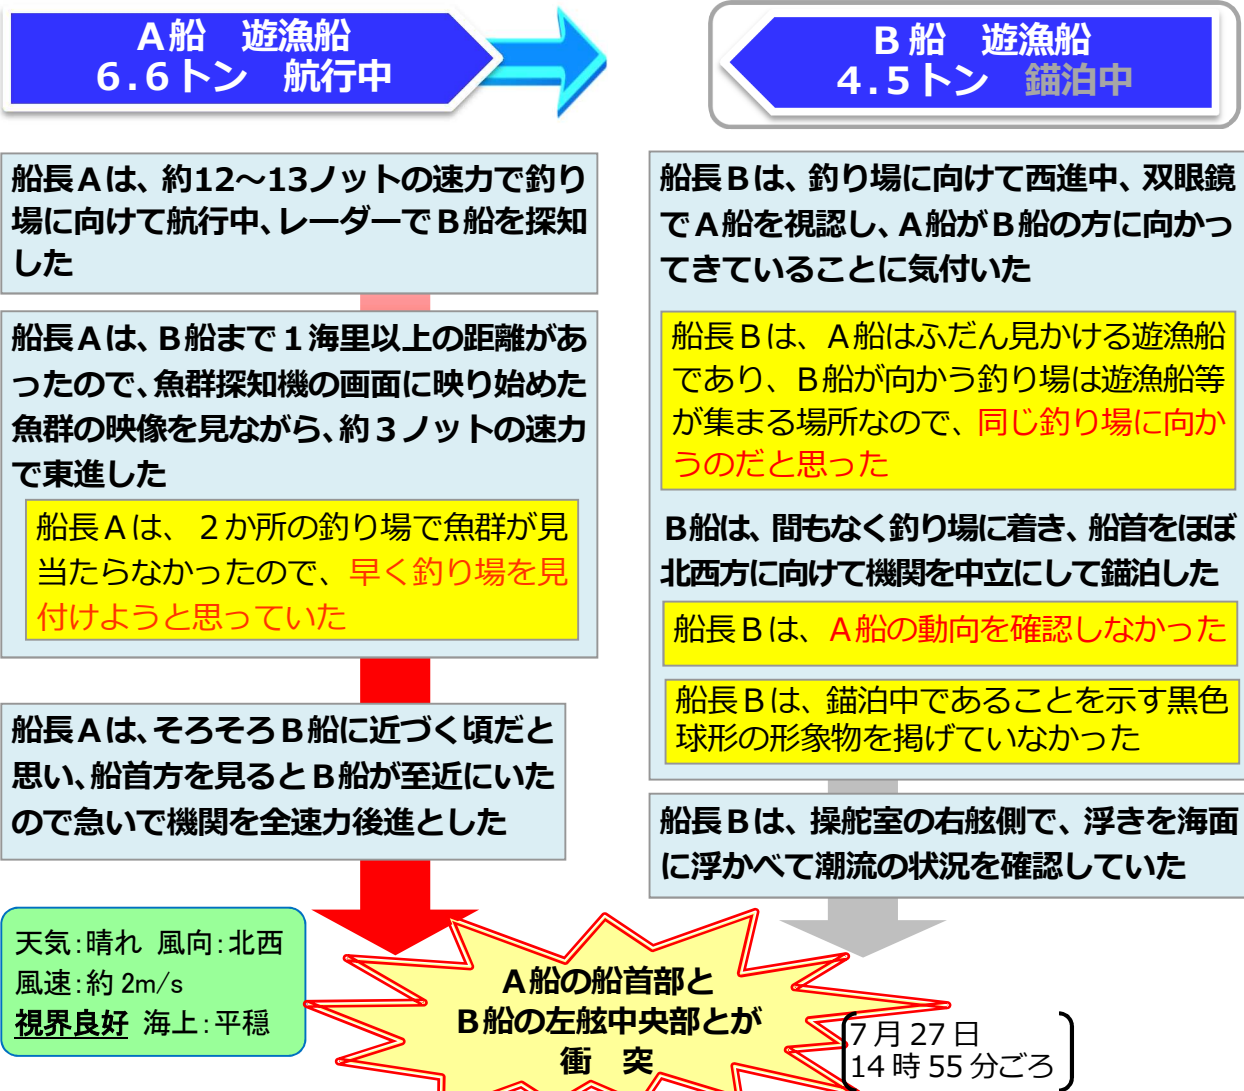 A船　遊漁船
6.6トン　航行中
船長Aは、約12～13ノットの速力で釣り
場に向けて航行中、レーダーでB船を探知
した
船長Aは、B船まで１海里以上の距離があ
ったので、魚群探知機の画面に映り始めた
魚群の映像を見ながら、約３ノットの速力
で東進した
船長Aは、２か所の釣り場で魚群が見
当たらなかったので、早く釣り場を見
付けようと思っていた
船長Aは、そろそろB船に近づく頃だと
思い、船首方を見るとB船が至近にいた
ので急いで機関を全速力後進とした
B船　遊漁船
4.5トン　錨泊中
船長Bは、釣り場に向けて西進中、双眼鏡
でA船を視認し、A船がB船の方に向かっ
てきていることに気付いた
船長Bは、A船はふだん見かける遊漁船
であり、B船が向かう釣り場は遊漁船等
が集まる場所なので、同じ釣り場に向か
うのだと思った
B船は、間もなく釣り場に着き、船首をほぼ
北西方に向けて機関を中立にして錨泊した
船長Bは、A船の動向を確認しなかった
船長Bは、錨泊中であることを示す黒色
球形の形象物を掲げていなかった
船長Bは、操舵室の右舷側で、浮きを海面
に浮かべて潮流の状況を確認していた
天気：晴れ 風向：北西
風速：約 2m/s
視界良好 海上：平穏
A船の船首部と
B船の左舷中央部とが
衝　突
7月27日
14時55分ごろ